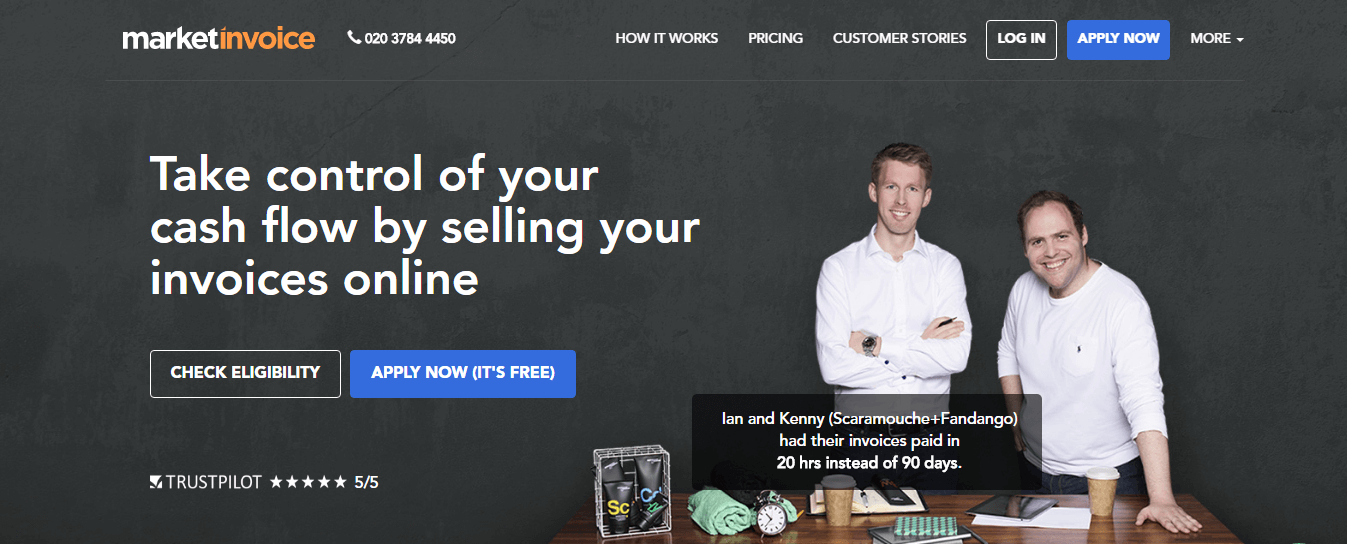 marketinvoice
020 3784 4450
HOW IT WORKS
PRICING
CUSTOMER STORIES
LOG IN
APPLY NOW
MORE
Take control of your
cash flow by selling your
invoices online
CHECK ELIGIBILITY
APPLY NOW (IT'S FREE)
Ian and Kenny (Scaramouche+Fandango)
had their invoices paid in
20 hrs instead of 90 days.
TRUSTPILOT ★★★★★ 5/5
Sc